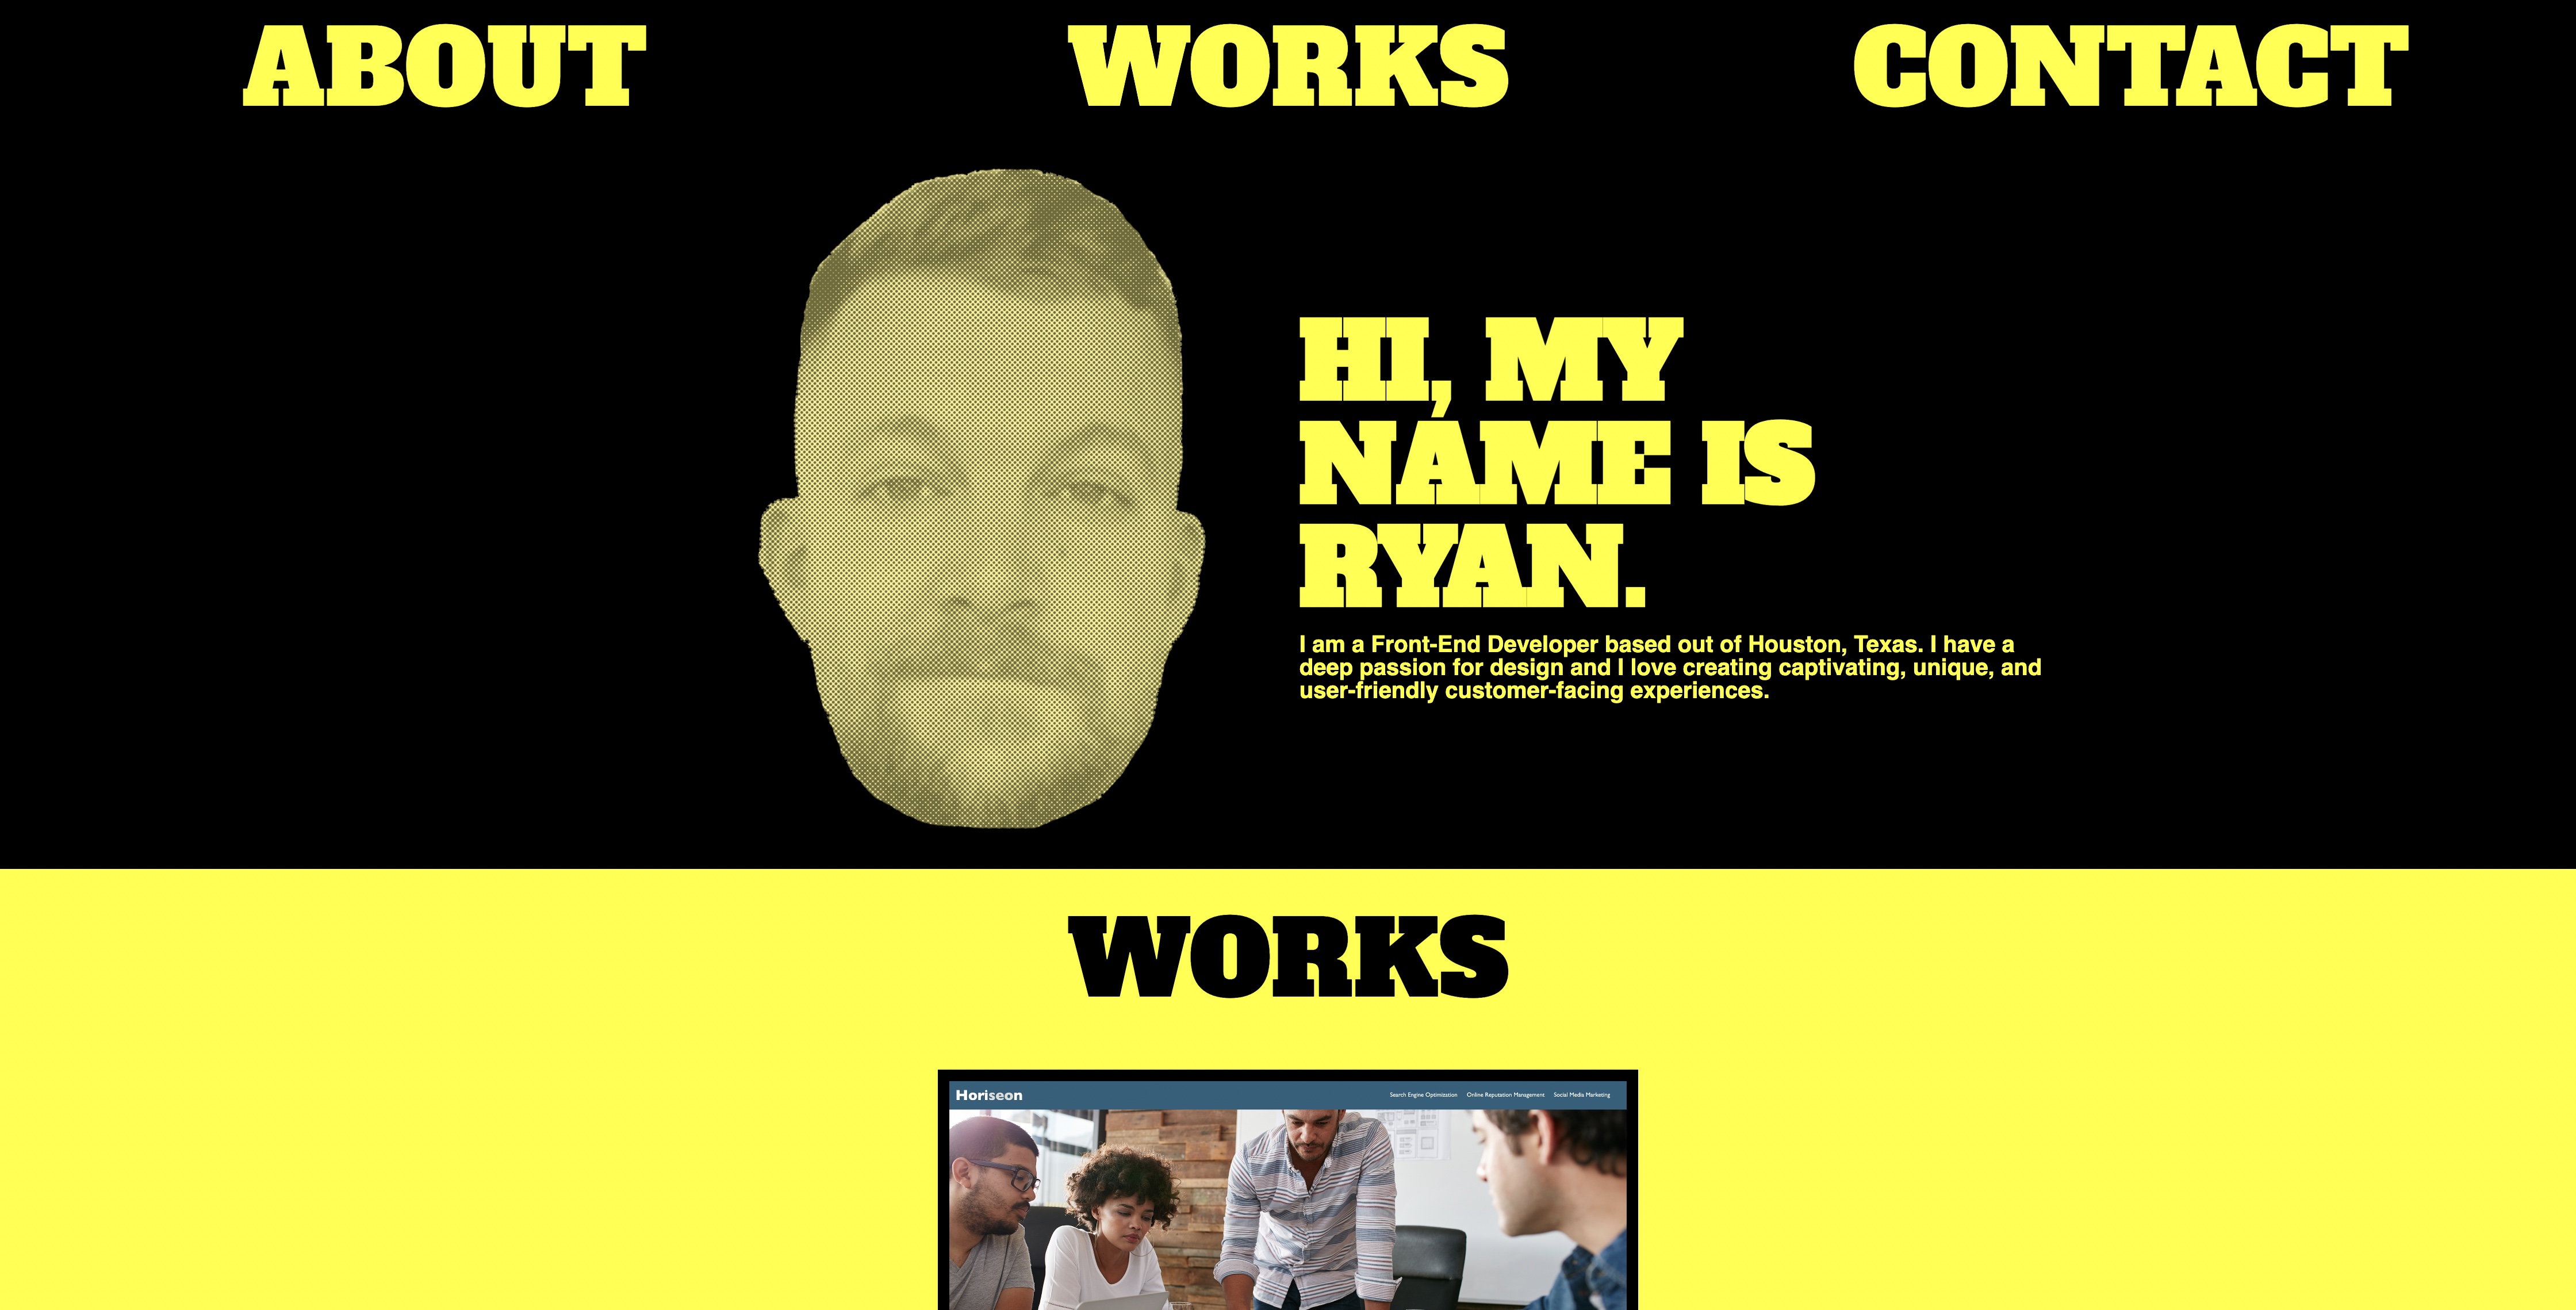 ABOUT WORKS CONTACT
HI, MY
NAME IS
RYAN.
I am a Front-End Developer based out of Houston, Texas. I have a
deep passion for design and I love creating captivating, unique, and
user-friendly customer-facing experiences.
WORKS
Horiseon Search Engine Optimization Online Reputation Management Social Media Marketing